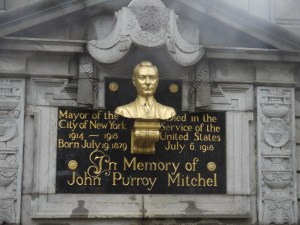 Mayor of the
City of New York
1914 – 1918
Born July 19, 1879
Died in the
Service of the
United States
July 6, 1918
In Memory of
John Purroy Mitchel